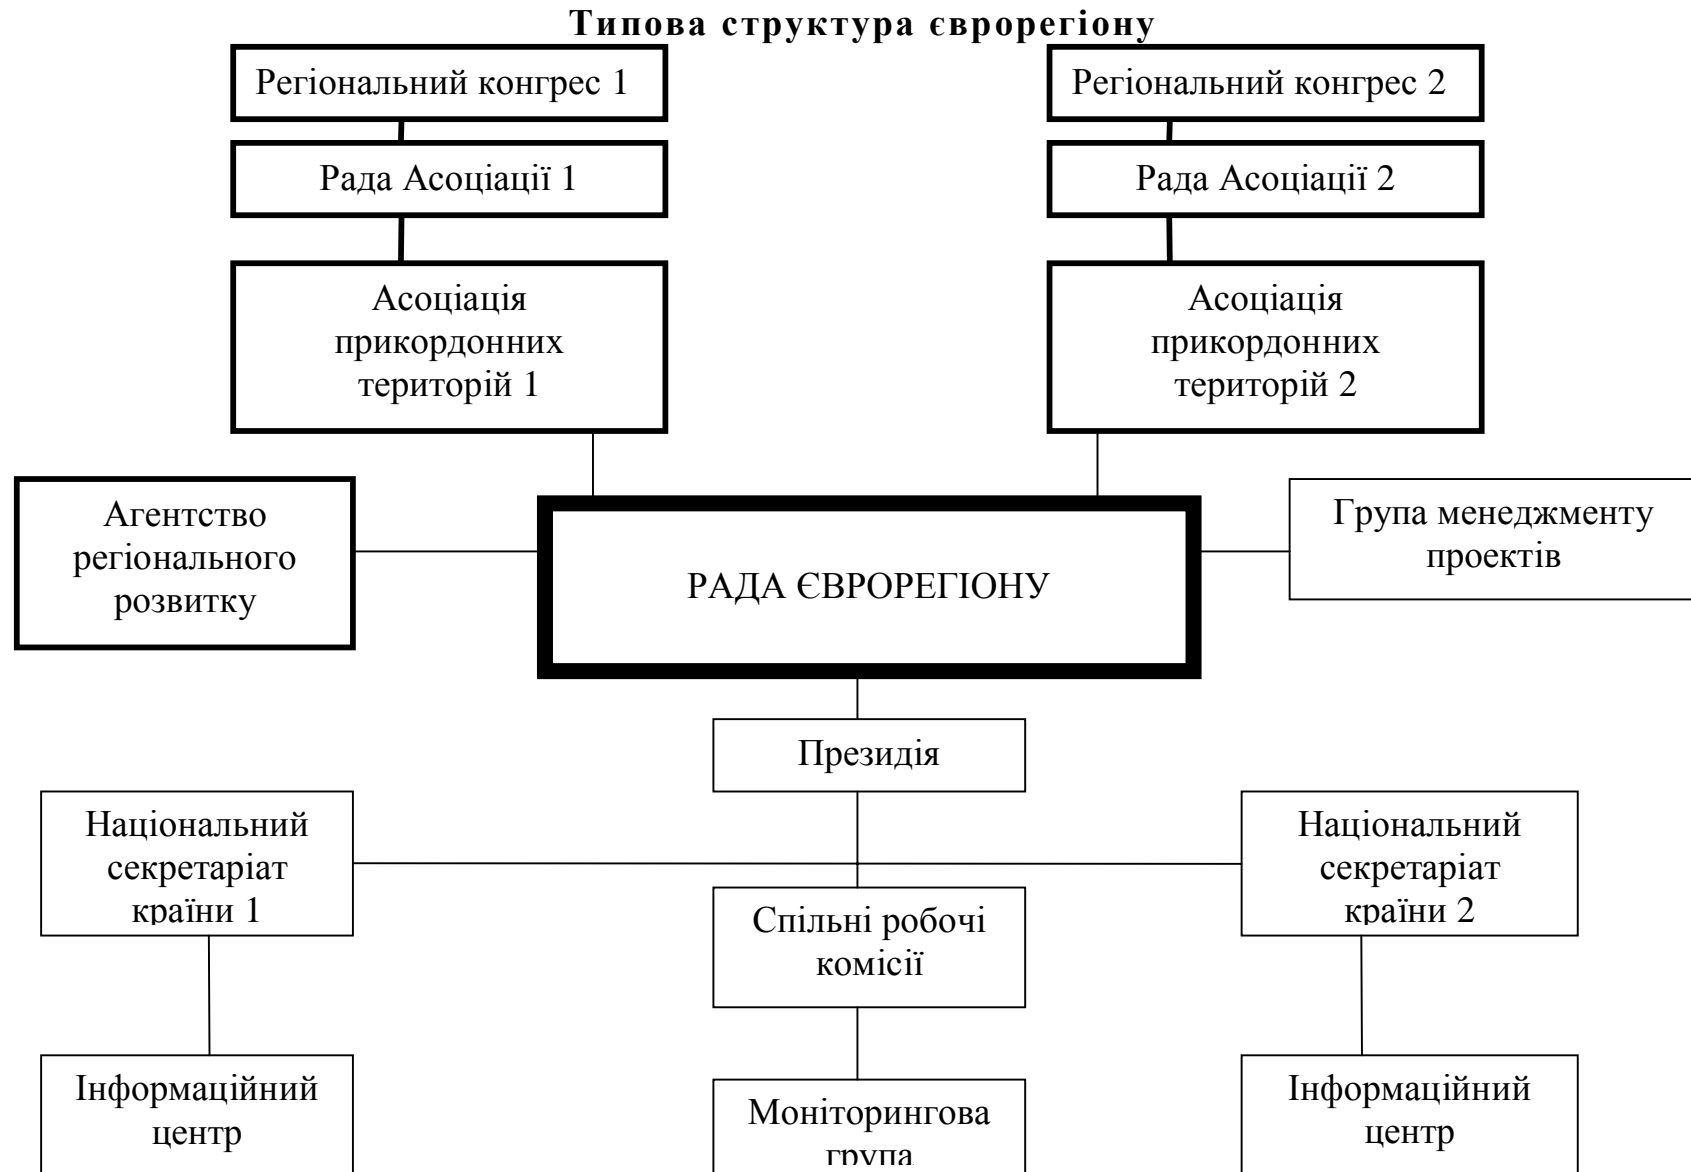 Типова структура єврорегіону
Регіональний конгрес 1
Регіональний конгрес 2
Рада Асоціації 1
Рада Асоціації 2
Асоціація
прикордонних
територій 1
Асоціація
прикордонних
територій 2
Агентство
регіонального
розвитку
РАДА ЄВРОРЕГІОНУ
Група менеджменту
проектів
Президія
Національний
секретаріат
країни 1
Національний
секретаріат
країни 2
Спільні робочі
комісії
Інформаційний
центр
Моніторингова
група
Інформаційний
центр